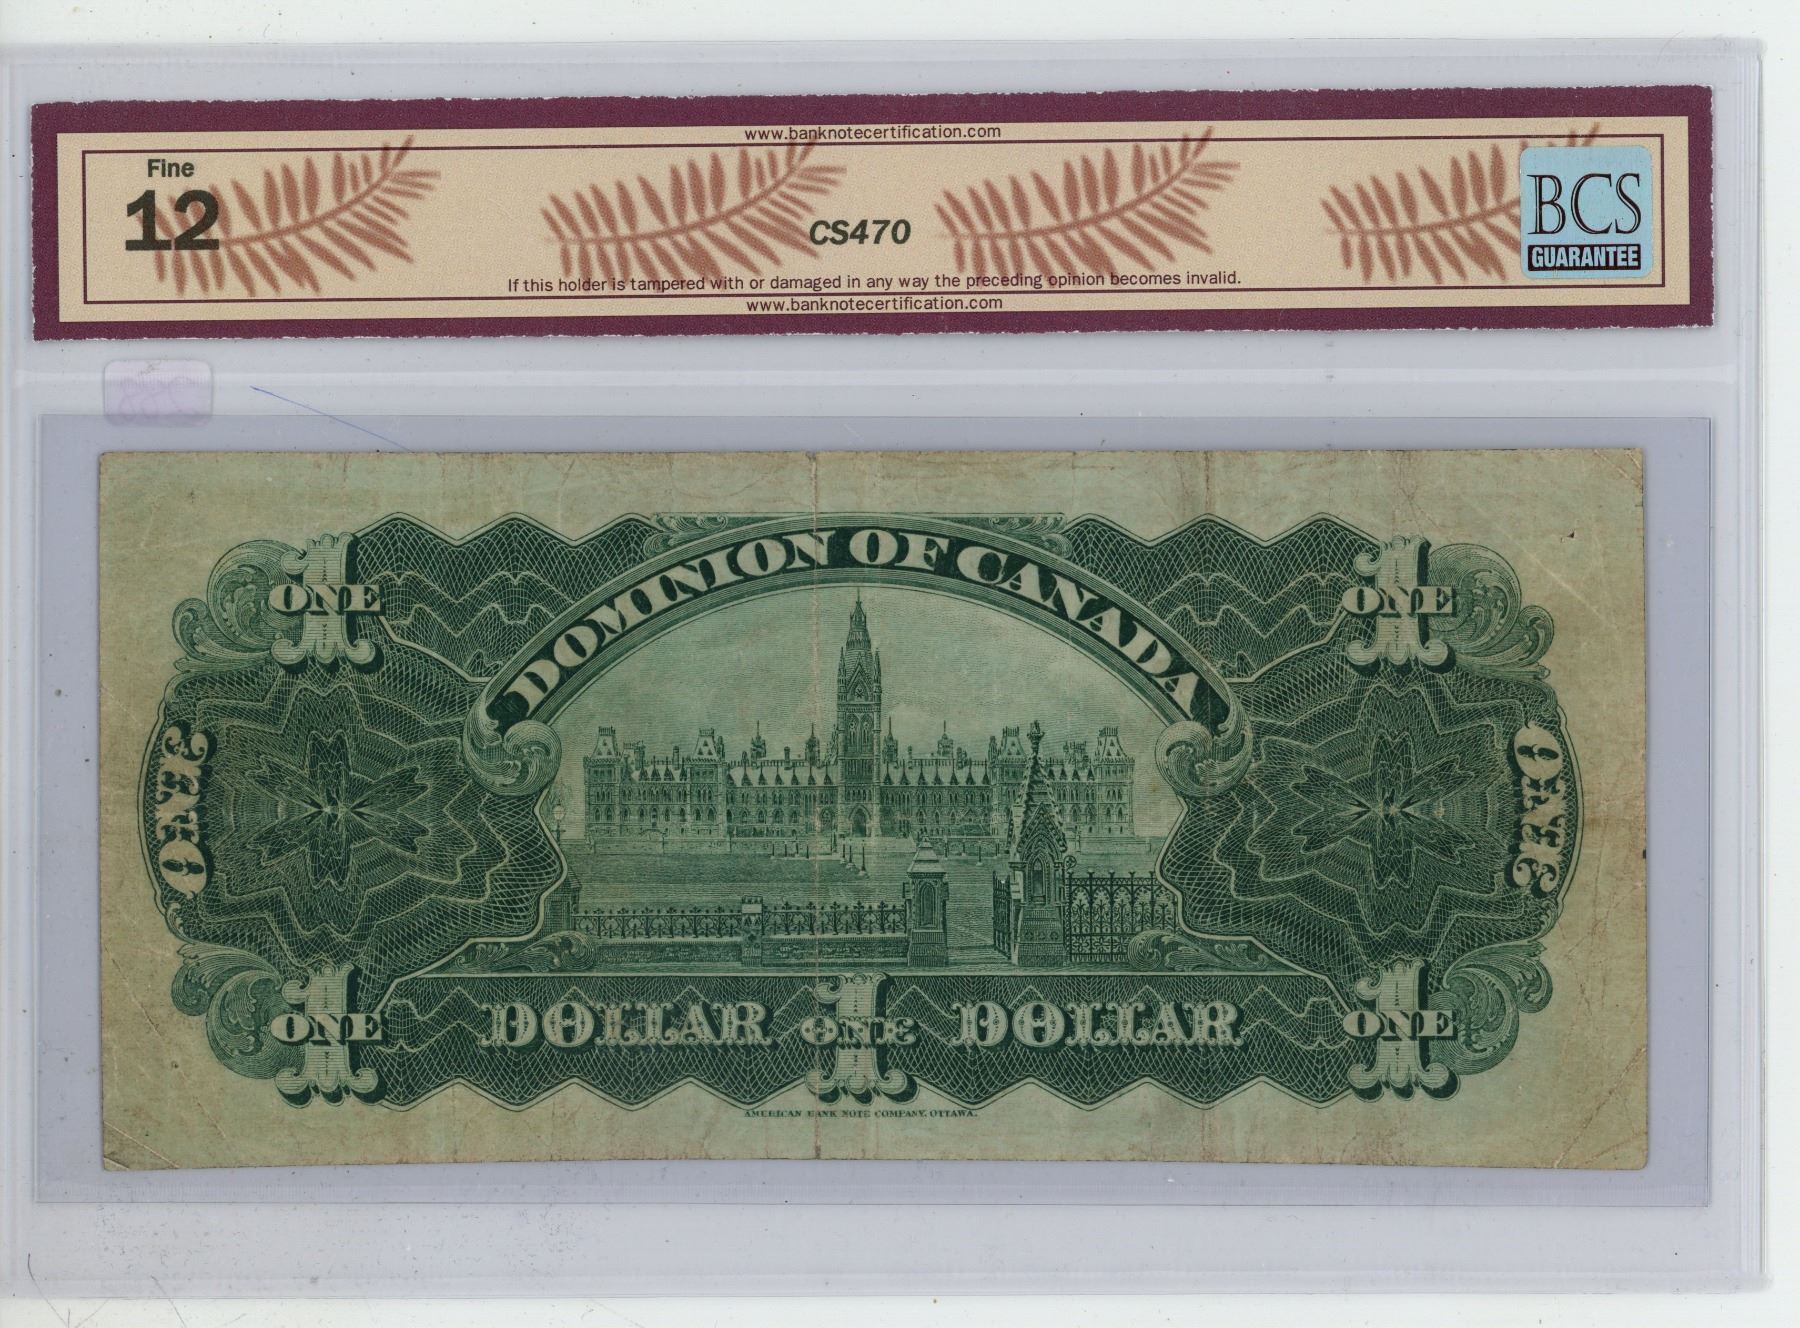 www.banknotecertification.com
Fine
12
CS470
BCS
GUARANTEE
If this holder is tampered with or damaged in any way the preceding opinion becomes invalid.
www.banknotecertification.com
DOMINION OF CANADA
ONE 1
ONE 1
ONE
ONE
ONE 1
DOLLAR ONE 1 DOLLAR
ONE 1
AMERICAN BANK NOTE COMPANY, OTTAWA.